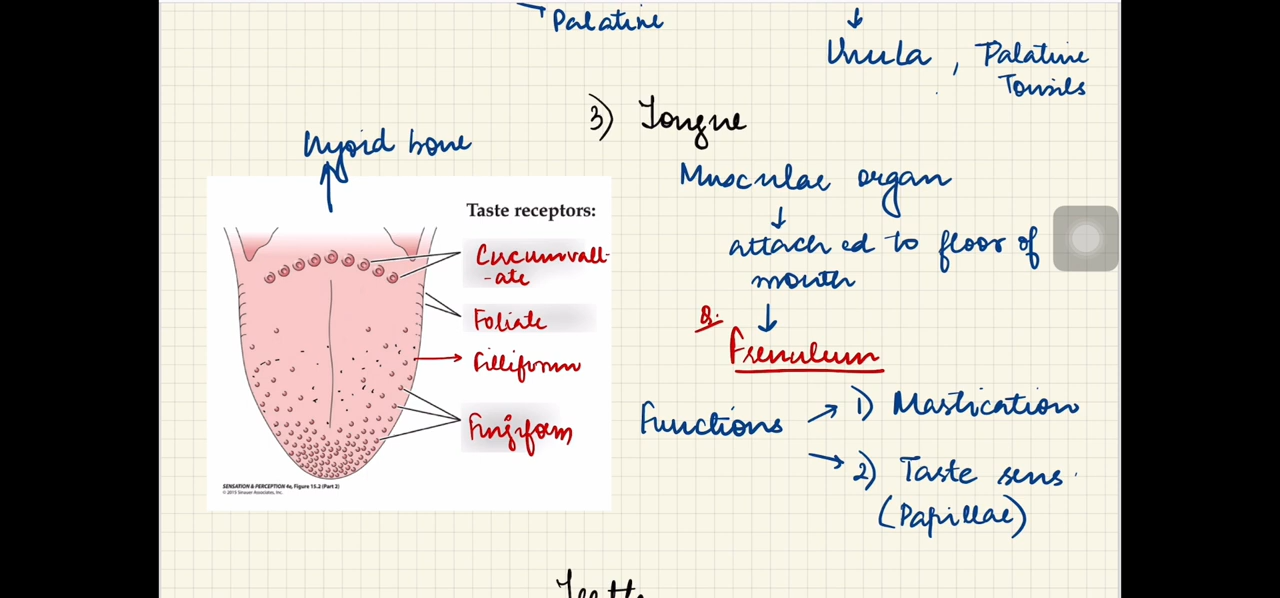 Palatine
Uvula , Palatine
Tonsils
3) Tongue
Hyoid bone
Muscular organ
attached to floor of
mouth
Q.
Frenulum
Taste receptors:
Circumvall-
-ate
Foliate
Filliform
Fungiform
Functions → 1) Mastication
→ 2) Taste sens.
(Papillae)
SENSATION & PERCEPTION 4e, Figure 15.2 (Part 2)
© 2015 Sinauer Associates, Inc.
Teeth